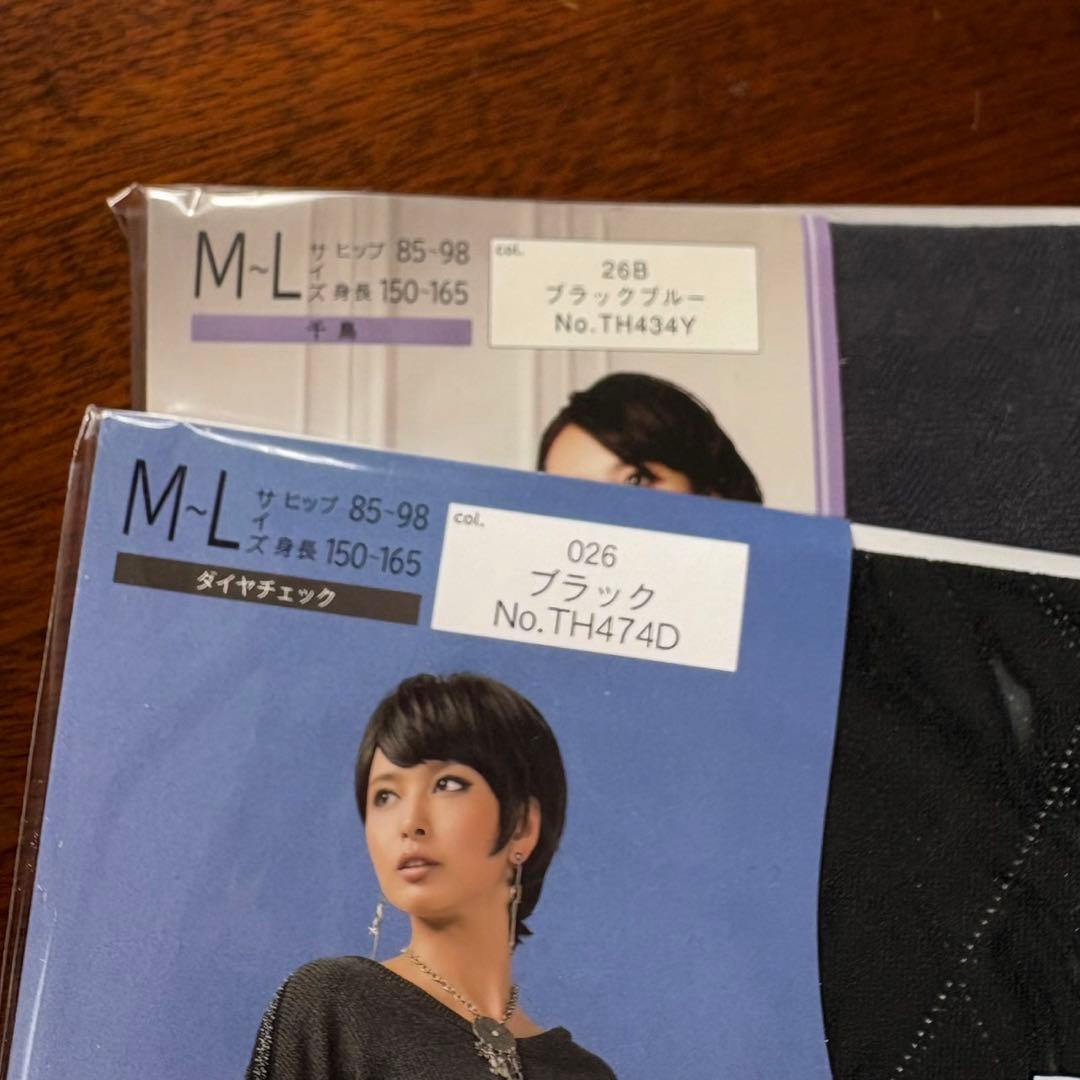 M~L サイズ ヒップ 85-98
身長 150-165
千鳥
col.
26B
ブラックブルー
No.TH434Y
M~L サイズ ヒップ 85-98
身長 150-165
ダイヤチェック
col.
026
ブラック
No.TH474D